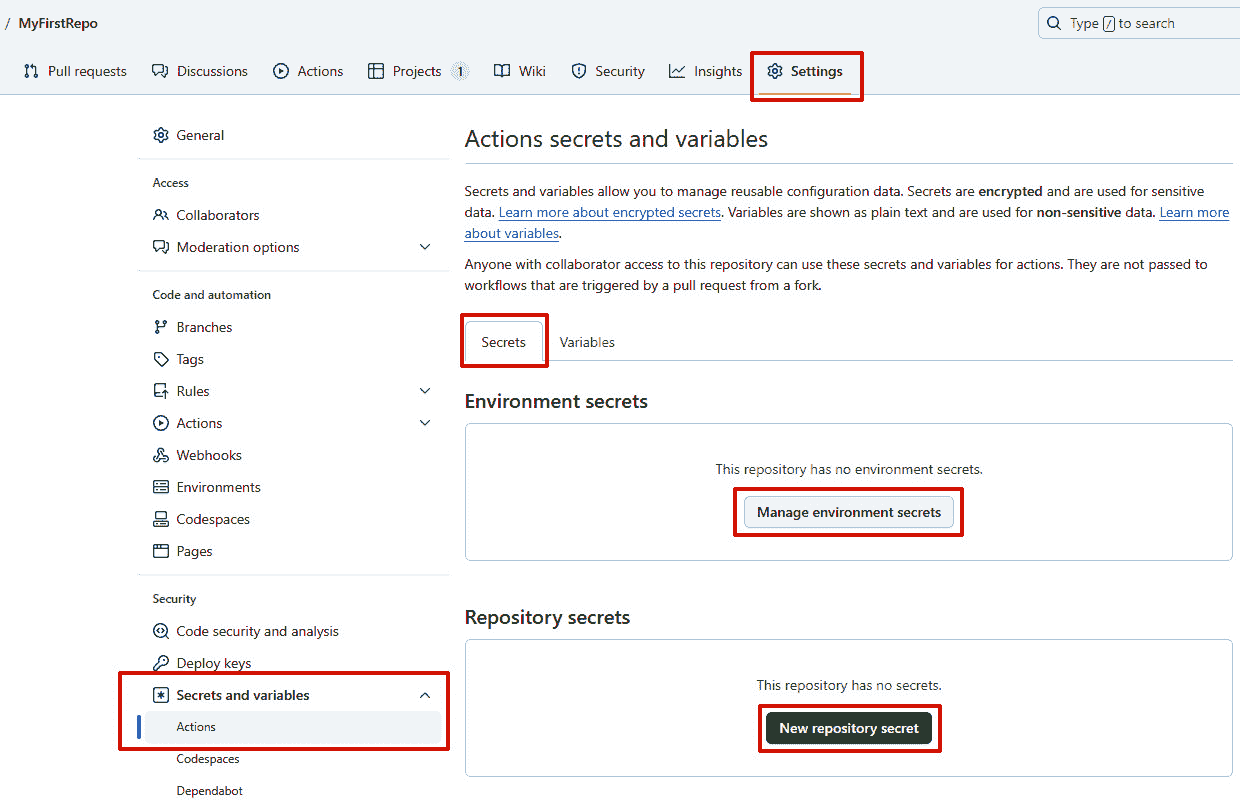 / MyFirstRepo
Type / to search
Pull requests
Discussions
Actions
Projects 1
Wiki
Security
Insights
Settings
General
Access
Collaborators
Moderation options
Code and automation
Branches
Tags
Rules
Actions
Webhooks
Environments
Codespaces
Pages
Security
Code security and analysis
Deploy keys
Secrets and variables
Actions
Codespaces
Dependabot
Actions secrets and variables
Secrets and variables allow you to manage reusable configuration data. Secrets are encrypted and are used for sensitive
data. Learn more about encrypted secrets. Variables are shown as plain text and are used for non-sensitive data. Learn more
about variables.
Anyone with collaborator access to this repository can use these secrets and variables for actions. They are not passed to
workflows that are triggered by a pull request from a fork.
Secrets
Variables
Environment secrets
This repository has no environment secrets.
Manage environment secrets
Repository secrets
This repository has no secrets.
New repository secret